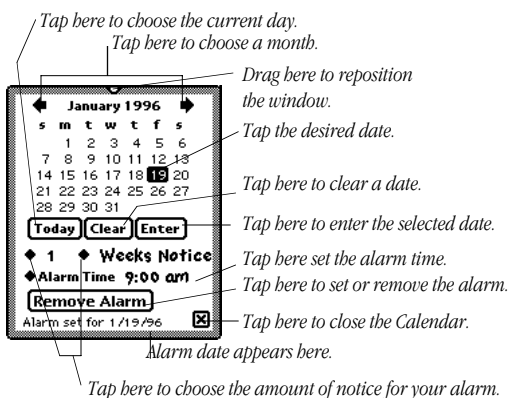 Tap here to choose the current day.
Tap here to choose a month.
Drag here to reposition
the window.
January 1996
s m t w t f s
1 2 3 4 5 6
7 8 9 10 11 12 13
14 15 16 17 18 19 20
21 22 23 24 25 26 27
28 29 30 31
Tap the desired date.
Tap here to clear a date.
Today Clear Enter
Tap here to enter the selected date.
1 Weeks Notice
Tap here set the alarm time.
Alarm Time 9:00 am
Tap here to set or remove the alarm.
Remove Alarm
Alarm set for 1/19/96
Tap here to close the Calendar.
Alarm date appears here.
Tap here to choose the amount of notice for your alarm.